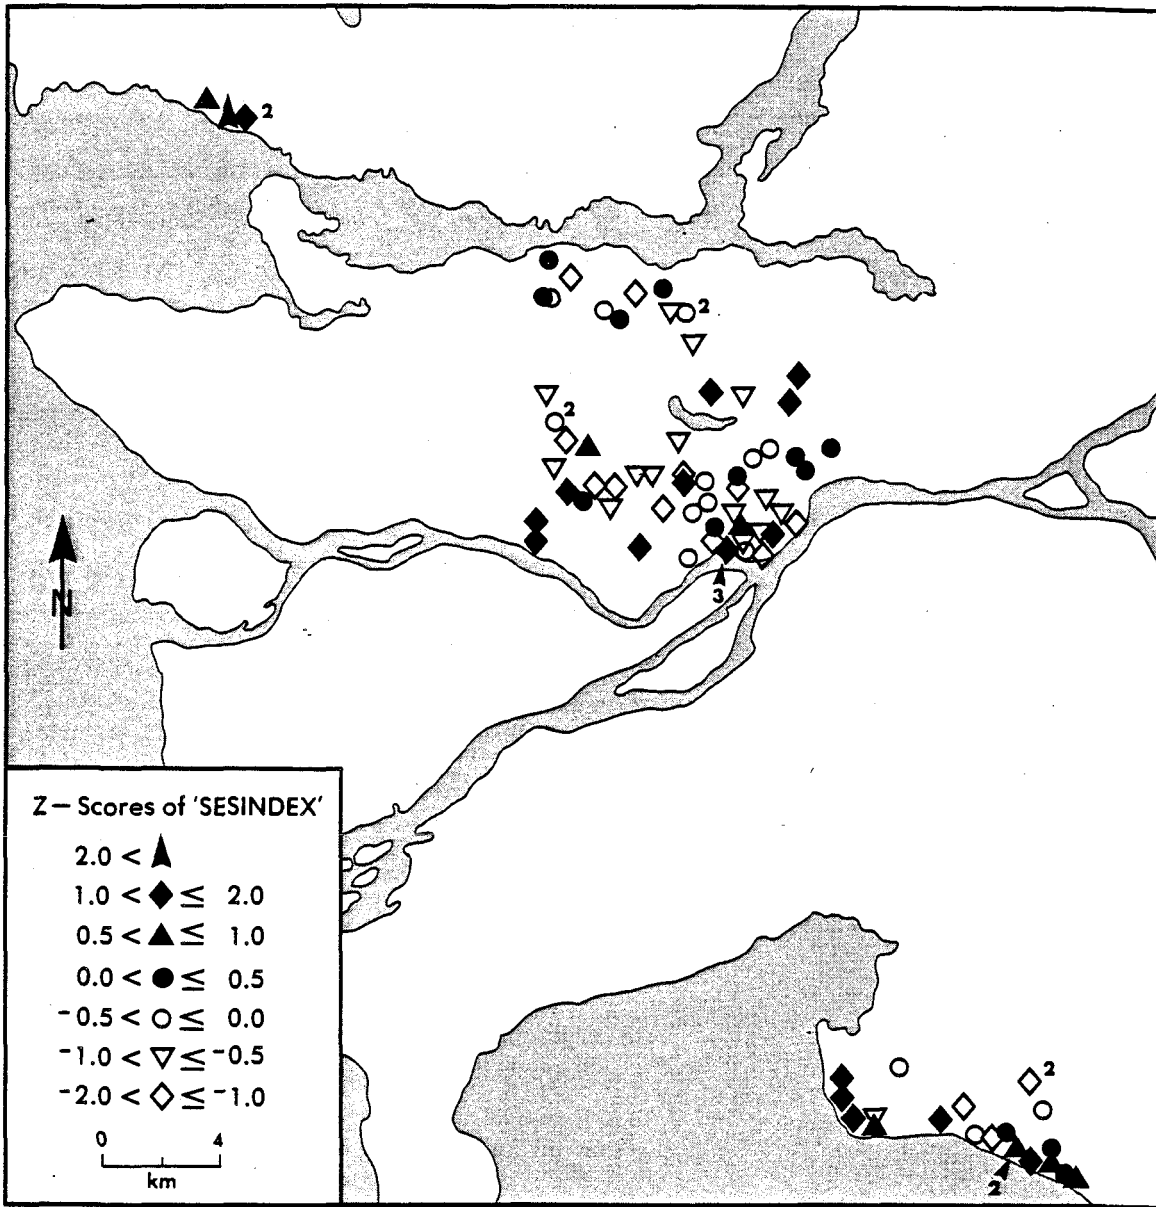 2
2
2
3
N
Z – Scores of 'SESINDEX'
2.0 <
1.0 < ≤ 2.0
0.5 < ≤ 1.0
0.0 < ≤ 0.5
-0.5 < ≤ 0.0
-1.0 < ≤ -0.5
-2.0 < ≤ -1.0
0 4
km
2
2